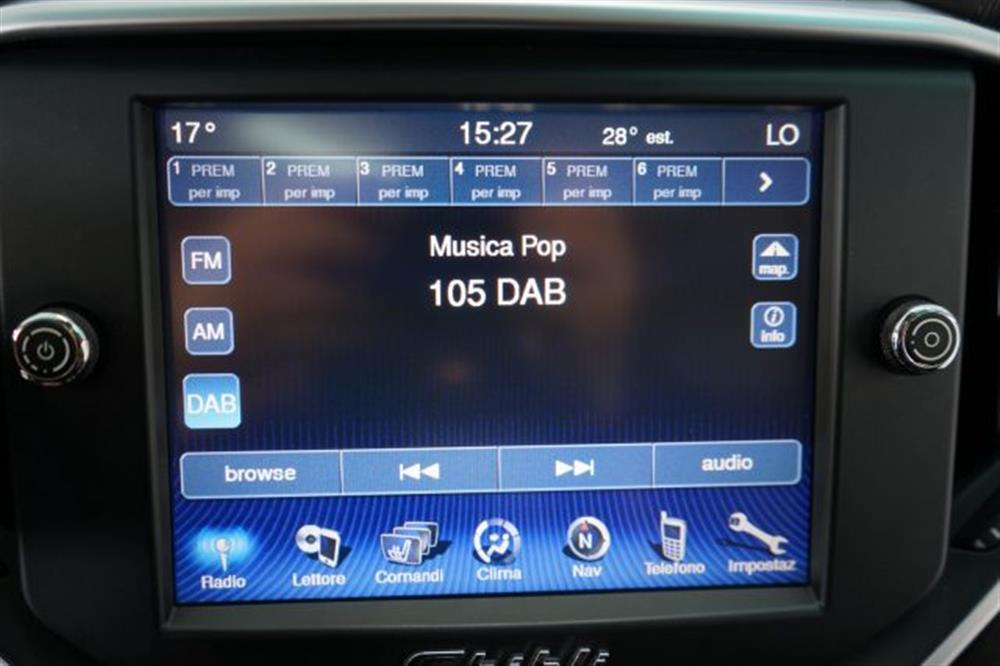 17° 15:27 28° est. LO
1 PREM per imp
2 PREM per imp
3 PREM per imp
4 PREM per imp
5 PREM per imp
6 PREM per imp
FM
Musica Pop
map.
105 DAB
AM
info
DAB
browse audio
Radio Lettore Comandi Clima N Nav Telefono Impostaz